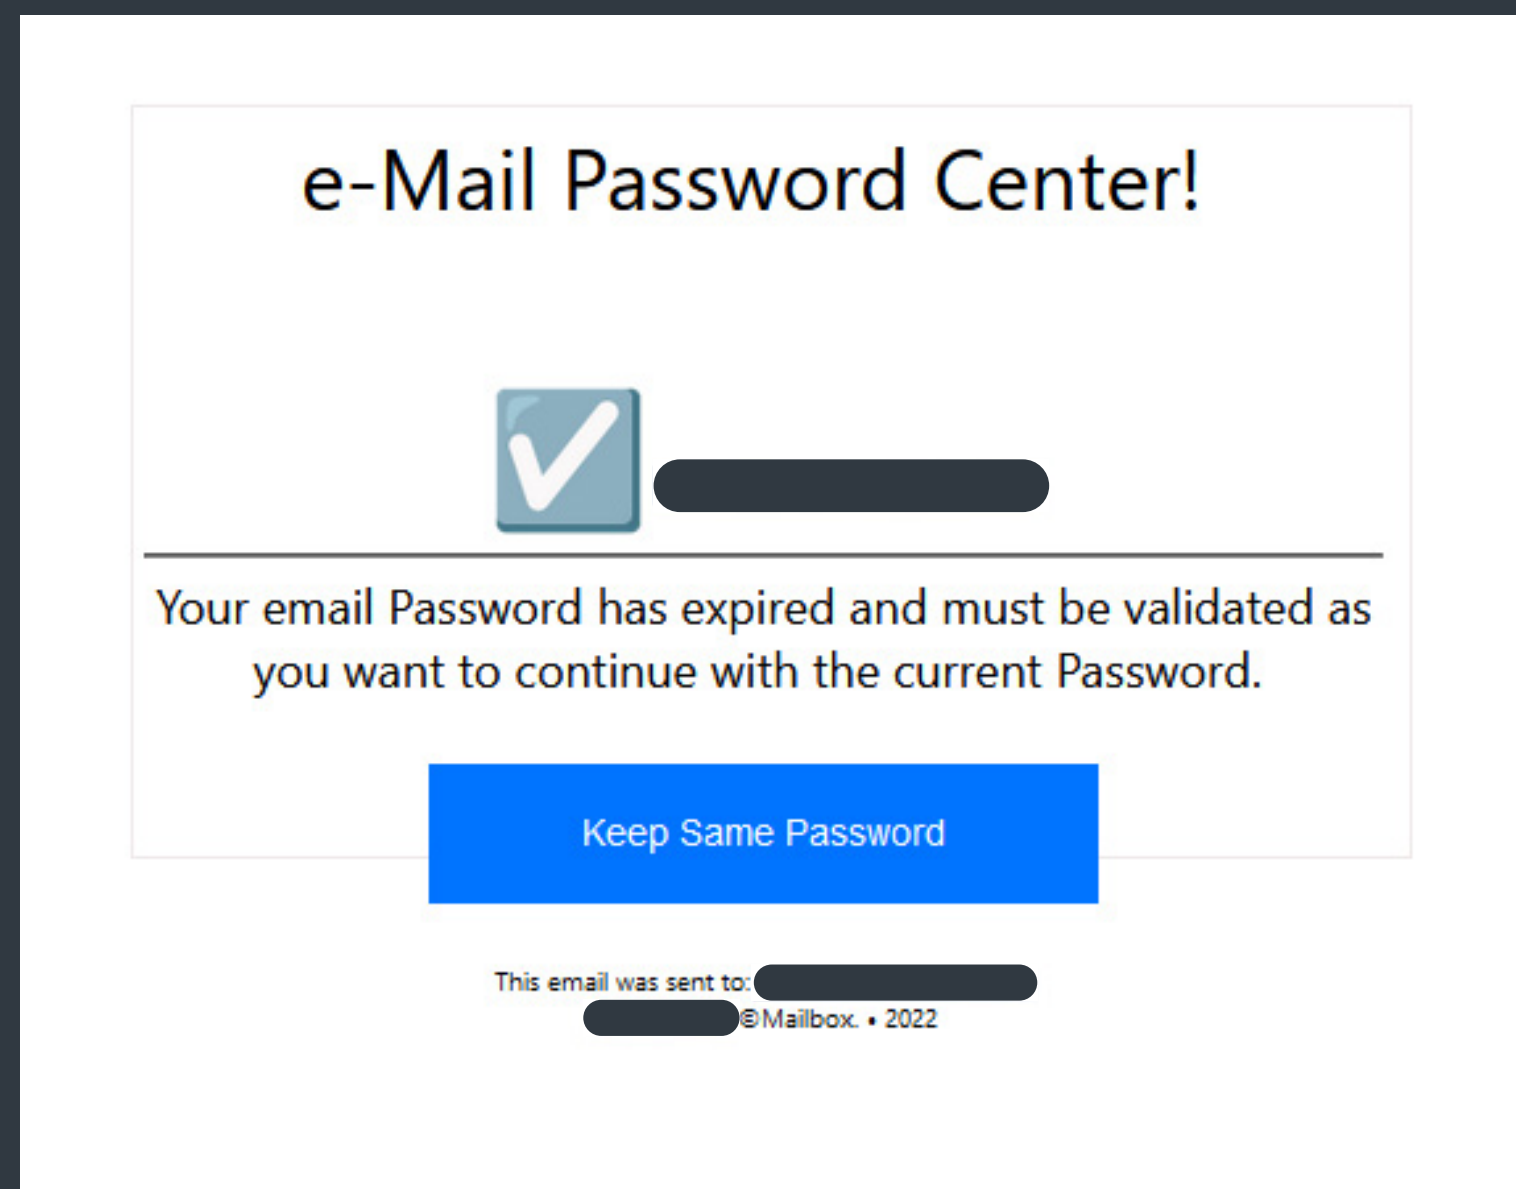 e-Mail Password Center!
Your email Password has expired and must be validated as
you want to continue with the current Password.
Keep Same Password
This email was sent to:
©Mailbox. • 2022